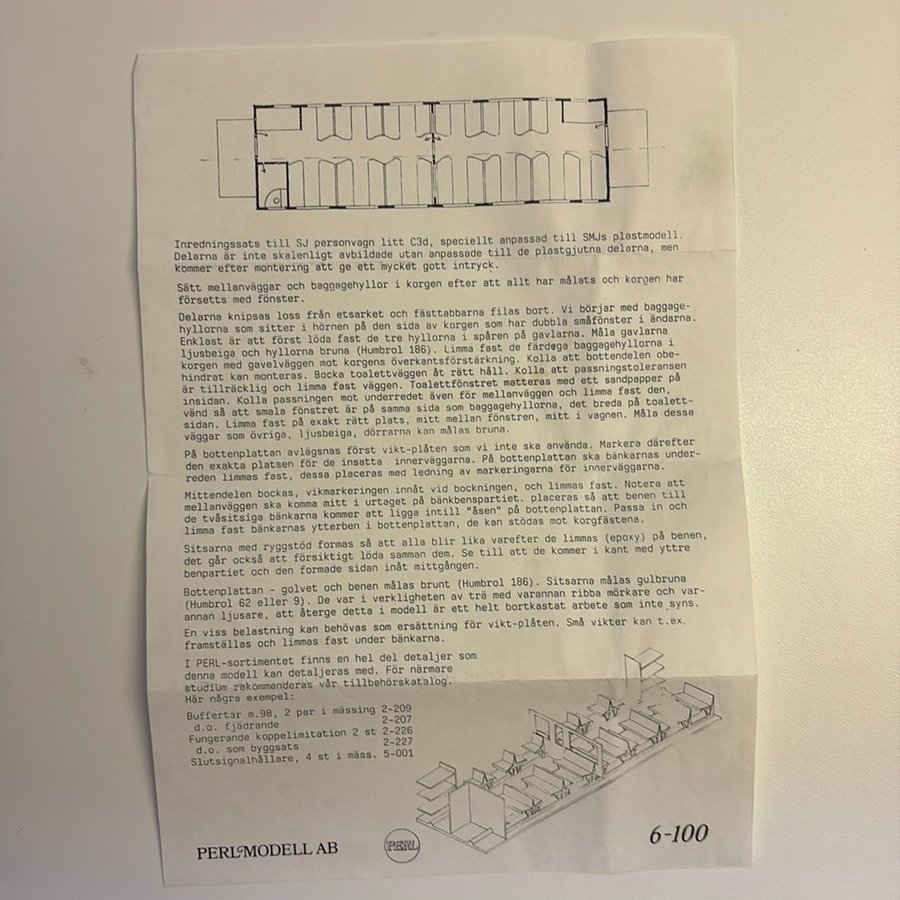 Inredningssats till SJ personvagn litt C3d, speciellt anpassad till SMJs plastmodell.
Delarna är inte skalenligt avbildade utan anpassade till de plastgjutna delarna, men
kommer efter montering att ge ett mycket gott intryck.
Sätt mellanväggar och baggagehyllor i korgen efter att allt har målats och korgen har
försetts med fönster.
Delarna knipsas loss från etsarket och fästtabbarna filas bort. Vi börjar med baggage-
hyllorna som sitter i hörnen på den sida av korgen som har dubbla småfönster i ändarna.
Enklast är att först löda fast de tre hyllorna i spåren på gavlarna. Måla gavlarna
ljusbeiga och hyllorna bruna (Humbrol 186). Limma fast de färdega baggagehyllorna i
korgen med gavelväggen mot korgens överkantsförstärkning. Kolla att bottendelen obe-
hindrat kan monteras. Bocka toalettväggen åt rätt håll. Kolla att passningstoleransen
är tillräcklig och limma fast väggen. Toalettfönstret matteras med ett sandpapper på
insidan. Kolla passningen mot underredet även för mellanväggen och limma fast den,
vänd så att smala fönstret är på samma sida som baggagehyllorna, det breda på toalett-
sidan. Limma fast på exakt rätt plats, mitt mellan fönstren, mitt i vagnen. Måla dessa
väggar som övriga, ljusbeiga, dörrarna kan målas bruna.
På bottenplattan avlägsnas först vikt-plåten som vi inte ska använda. Markera därefter
den exakta platsen för de insatta innerväggarna. På bottenplattan ska bänkarnas under-
reden limmas fast, dessa placeras med ledning av markeringarna för innerväggarna.
Mittendelen bockas, vikmarkeringen innåt vid bockningen, och limmas fast. Notera att
mellanväggen ska komma mitt i urtaget på bänkbenspartiet. placeras så att benen till
de tvåsitsiga bänkarna kommer att ligga intill "åsen" på bottenplattan. Passa in och
limma fast bänkarnas ytterben i bottenplattan, de kan stödas mot korgfästena.
Sitsarna med ryggstöd formas så att alla blir lika varefter de limmas (epoxy) på benen,
det går också att försiktigt löda samman dem. Se till att de kommer i kant med yttre
benpartiet och den formade sidan inåt mittgången.
Bottenplattan - golvet och benen målas brunt (Humbrol 186). Sitsarna målas gulbruna
(Humbrol 62 eller 9). De var i verkligheten av trä med varannan ribba mörkare och var-
annan ljusare, att återge detta i modell är ett helt bortkastat arbete som inte syns.
En viss belastning kan behövas som ersättning för vikt-plåten. Små vikter kan t.ex.
framställas och limmas fast under bänkarna.
I PERL-sortimentet finns en hel del detaljer som
denna modell kan detaljeras med. För närmare
studium rekommenderas vår tillbehörskatalog.
Här några exempel:
Buffertar m.98, 2 par i mässing 2-209
d.o. fjädrande 2-207
Fungerande koppelimitation 2 st 2-226
d.o. som byggsats 2-227
Slutsignalhållare, 4 st i mäss. 5-001
PERL-MODELL AB
PERL
6-100